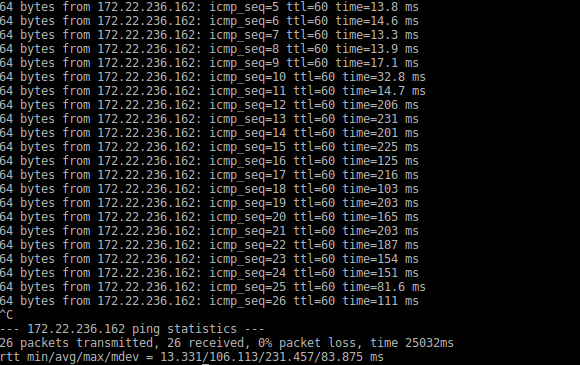 64 bytes from 172.22.236.162: icmp_seq=5 ttl=60 time=13.8 ms
64 bytes from 172.22.236.162: icmp_seq=6 ttl=60 time=14.6 ms
64 bytes from 172.22.236.162: icmp_seq=7 ttl=60 time=13.3 ms
64 bytes from 172.22.236.162: icmp_seq=8 ttl=60 time=13.9 ms
64 bytes from 172.22.236.162: icmp_seq=9 ttl=60 time=17.1 ms
64 bytes from 172.22.236.162: icmp_seq=10 ttl=60 time=32.8 ms
64 bytes from 172.22.236.162: icmp_seq=11 ttl=60 time=14.7 ms
64 bytes from 172.22.236.162: icmp_seq=12 ttl=60 time=206 ms
64 bytes from 172.22.236.162: icmp_seq=13 ttl=60 time=231 ms
64 bytes from 172.22.236.162: icmp_seq=14 ttl=60 time=201 ms
64 bytes from 172.22.236.162: icmp_seq=15 ttl=60 time=225 ms
64 bytes from 172.22.236.162: icmp_seq=16 ttl=60 time=125 ms
64 bytes from 172.22.236.162: icmp_seq=17 ttl=60 time=216 ms
64 bytes from 172.22.236.162: icmp_seq=18 ttl=60 time=103 ms
64 bytes from 172.22.236.162: icmp_seq=19 ttl=60 time=203 ms
64 bytes from 172.22.236.162: icmp_seq=20 ttl=60 time=165 ms
64 bytes from 172.22.236.162: icmp_seq=21 ttl=60 time=203 ms
64 bytes from 172.22.236.162: icmp_seq=22 ttl=60 time=187 ms
64 bytes from 172.22.236.162: icmp_seq=23 ttl=60 time=154 ms
64 bytes from 172.22.236.162: icmp_seq=24 ttl=60 time=151 ms
64 bytes from 172.22.236.162: icmp_seq=25 ttl=60 time=81.6 ms
64 bytes from 172.22.236.162: icmp_seq=26 ttl=60 time=111 ms
^C
--- 172.22.236.162 ping statistics ---
26 packets transmitted, 26 received, 0% packet loss, time 25032ms
rtt min/avg/max/mdev = 13.331/106.113/231.457/83.875 ms